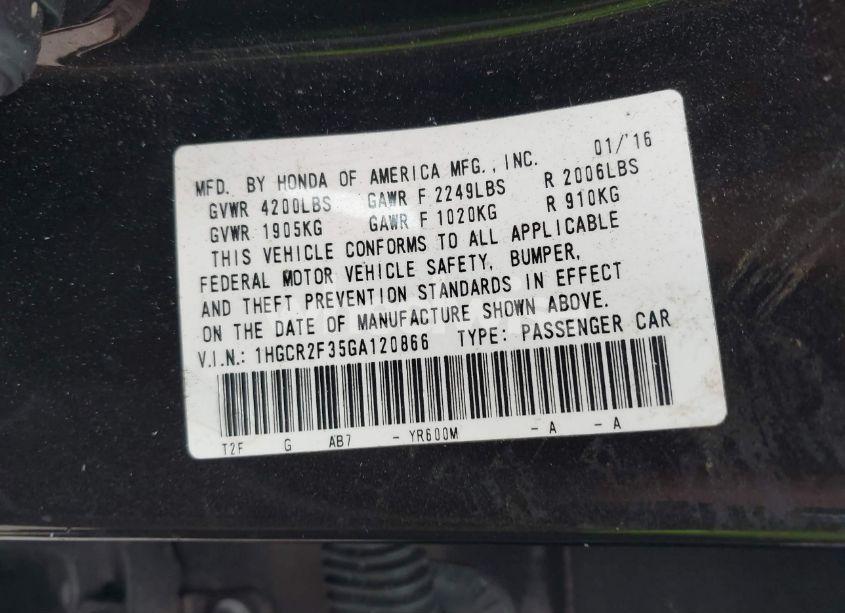 MFD. BY HONDA OF AMERICA MFG., INC. 01/'16
GVWR 4200LBS GAWR F 2249LBS R 2006LBS
GVWR 1905KG GAWR F 1020KG R 910KG
THIS VEHICLE CONFORMS TO ALL APPLICABLE
FEDERAL MOTOR VEHICLE SAFETY, BUMPER,
AND THEFT PREVENTION STANDARDS IN EFFECT
ON THE DATE OF MANUFACTURE SHOWN ABOVE.
V.I.N.: 1HGCR2F35GA120866 TYPE: PASSENGER CAR
T2F G AB7 - YR600M - A - A